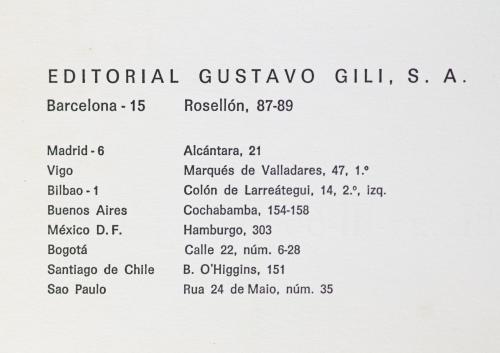 EDITORIAL GUSTAVO GILI, S. A.
Barcelona - 15 Rosellón, 87-89
Madrid - 6 Alcántara, 21
Vigo Marqués de Valladares, 47, 1.º
Bilbao - 1 Colón de Larreátegui, 14, 2.º, izq.
Buenos Aires Cochabamba, 154-158
México D. F. Hamburgo, 303
Bogotá Calle 22, núm. 6-28
Santiago de Chile B. O'Higgins, 151
Sao Paulo Rua 24 de Maio, núm. 35